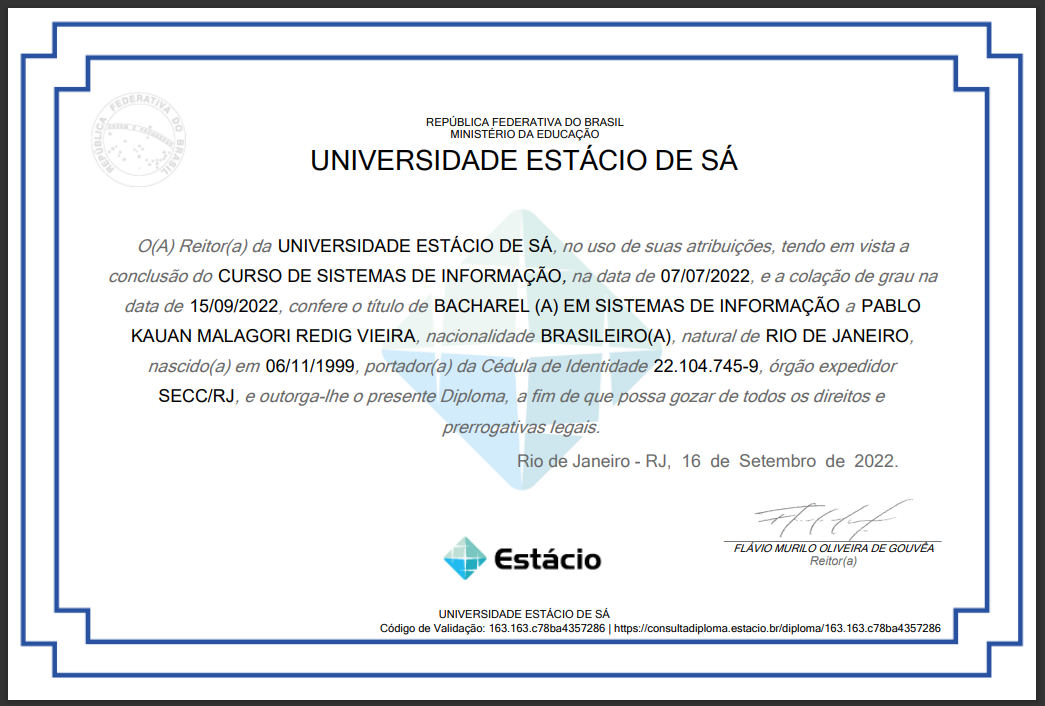 REPÚBLICA FEDERATIVA DO BRASIL
REPÚBLICA FEDERATIVA DO BRASIL
MINISTÉRIO DA EDUCAÇÃO
UNIVERSIDADE ESTÁCIO DE SÁ
O(A) Reitor(a) da UNIVERSIDADE ESTÁCIO DE SÁ, no uso de suas atribuições, tendo em vista a
conclusão do CURSO DE SISTEMAS DE INFORMAÇÃO, na data de 07/07/2022, e a colação de grau na
data de 15/09/2022, confere o título de BACHAREL (A) EM SISTEMAS DE INFORMAÇÃO a PABLO
KAUAN MALAGORI REDIG VIEIRA, nacionalidade BRASILEIRO(A), natural de RIO DE JANEIRO,
nascido(a) em 06/11/1999, portador(a) da Cédula de Identidade 22.104.745-9, órgão expedidor
SECC/RJ, e outorga-lhe o presente Diploma, a fim de que possa gozar de todos os direitos e
prerrogativas legais.
Rio de Janeiro - RJ, 16 de Setembro de 2022.
FLÁVIO MURILO OLIVEIRA DE GOUVÊA
Reitor(a)
Estácio
UNIVERSIDADE ESTÁCIO DE SÁ
Código de Validação: 163.163.c78ba4357286 | https://consultadiploma.estacio.br/diploma/163.163.c78ba4357286